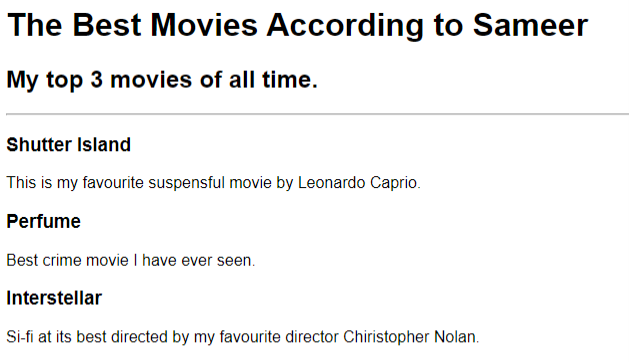 The Best Movies According to Sameer
My top 3 movies of all time.
Shutter Island
This is my favourite suspensful movie by Leonardo Caprio.
Perfume
Best crime movie I have ever seen.
Interstellar
Si-fi at its best directed by my favourite director Chiristopher Nolan.